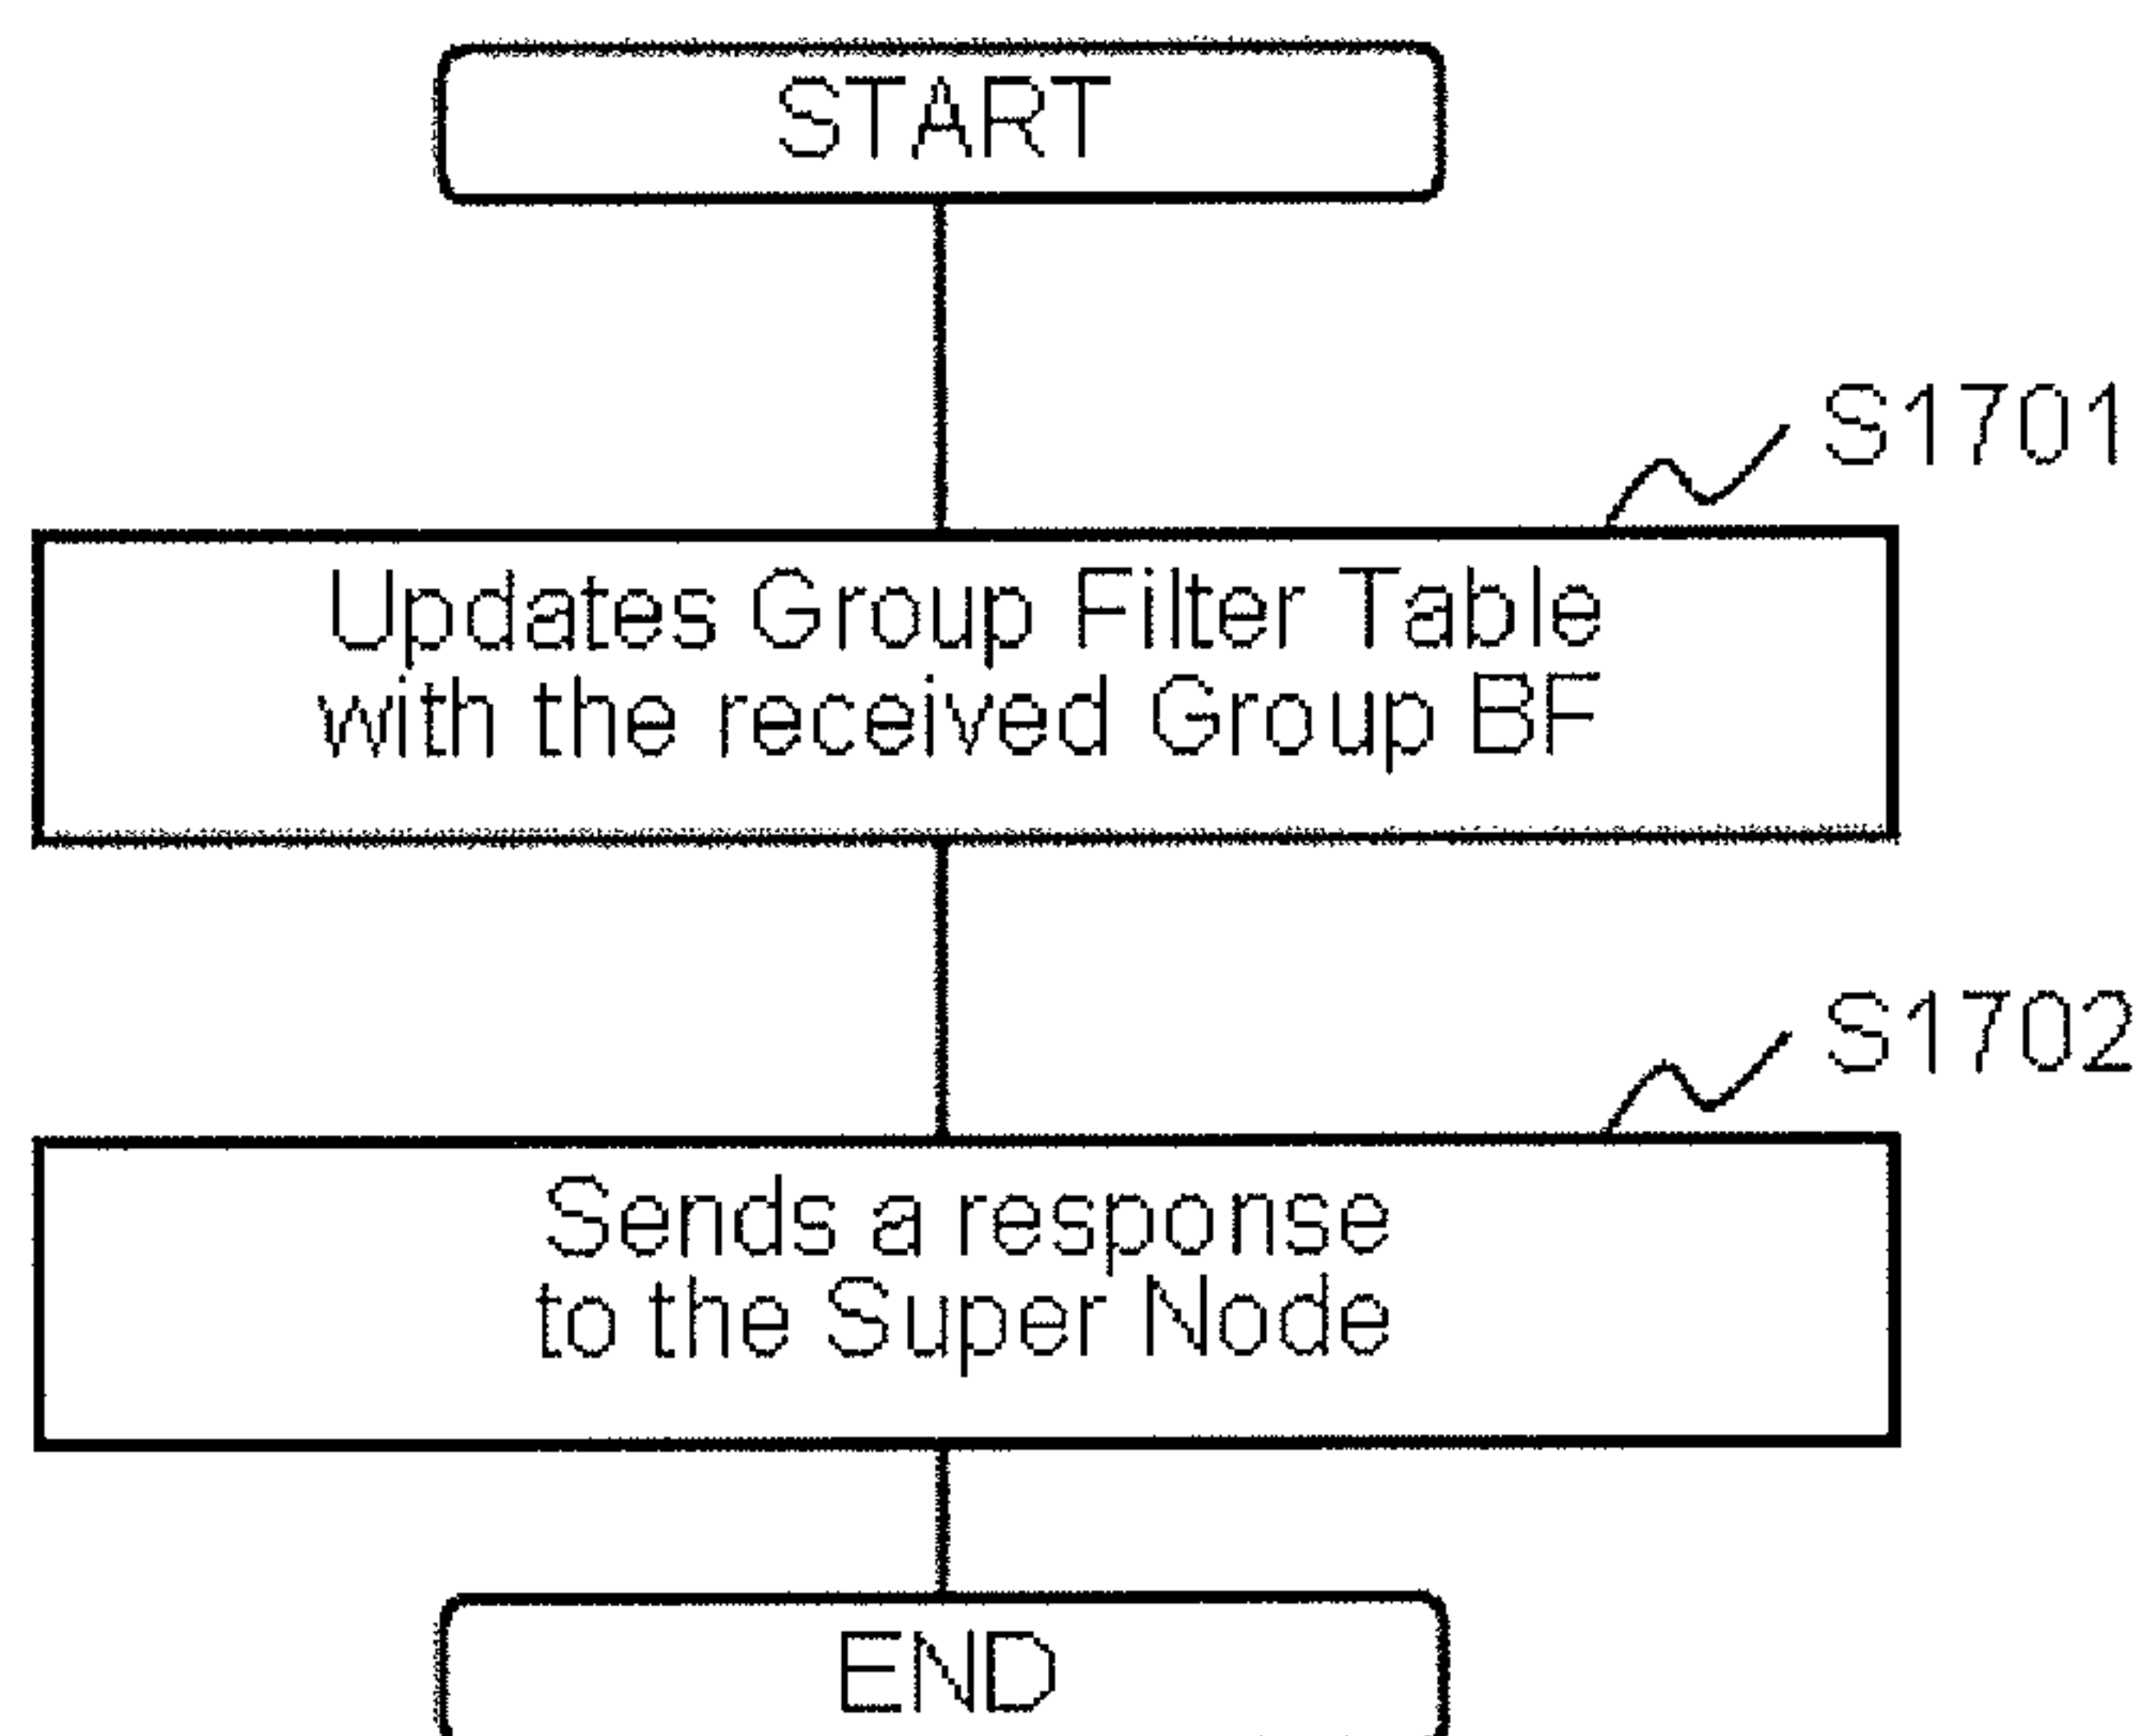 START
S1701
Updates Group Filter Table
with the received Group BF
S1702
Sends a response
to the Super Node
END